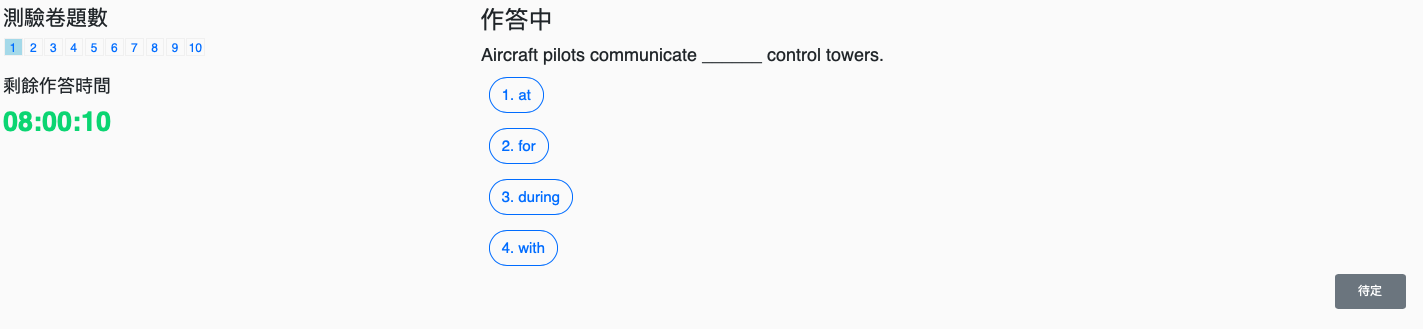 測驗卷題數
1 2 3 4 5 6 7 8 9 10
剩餘作答時間
08:00:10
作答中
Aircraft pilots communicate ______ control towers.
1. at
2. for
3. during
4. with
待定